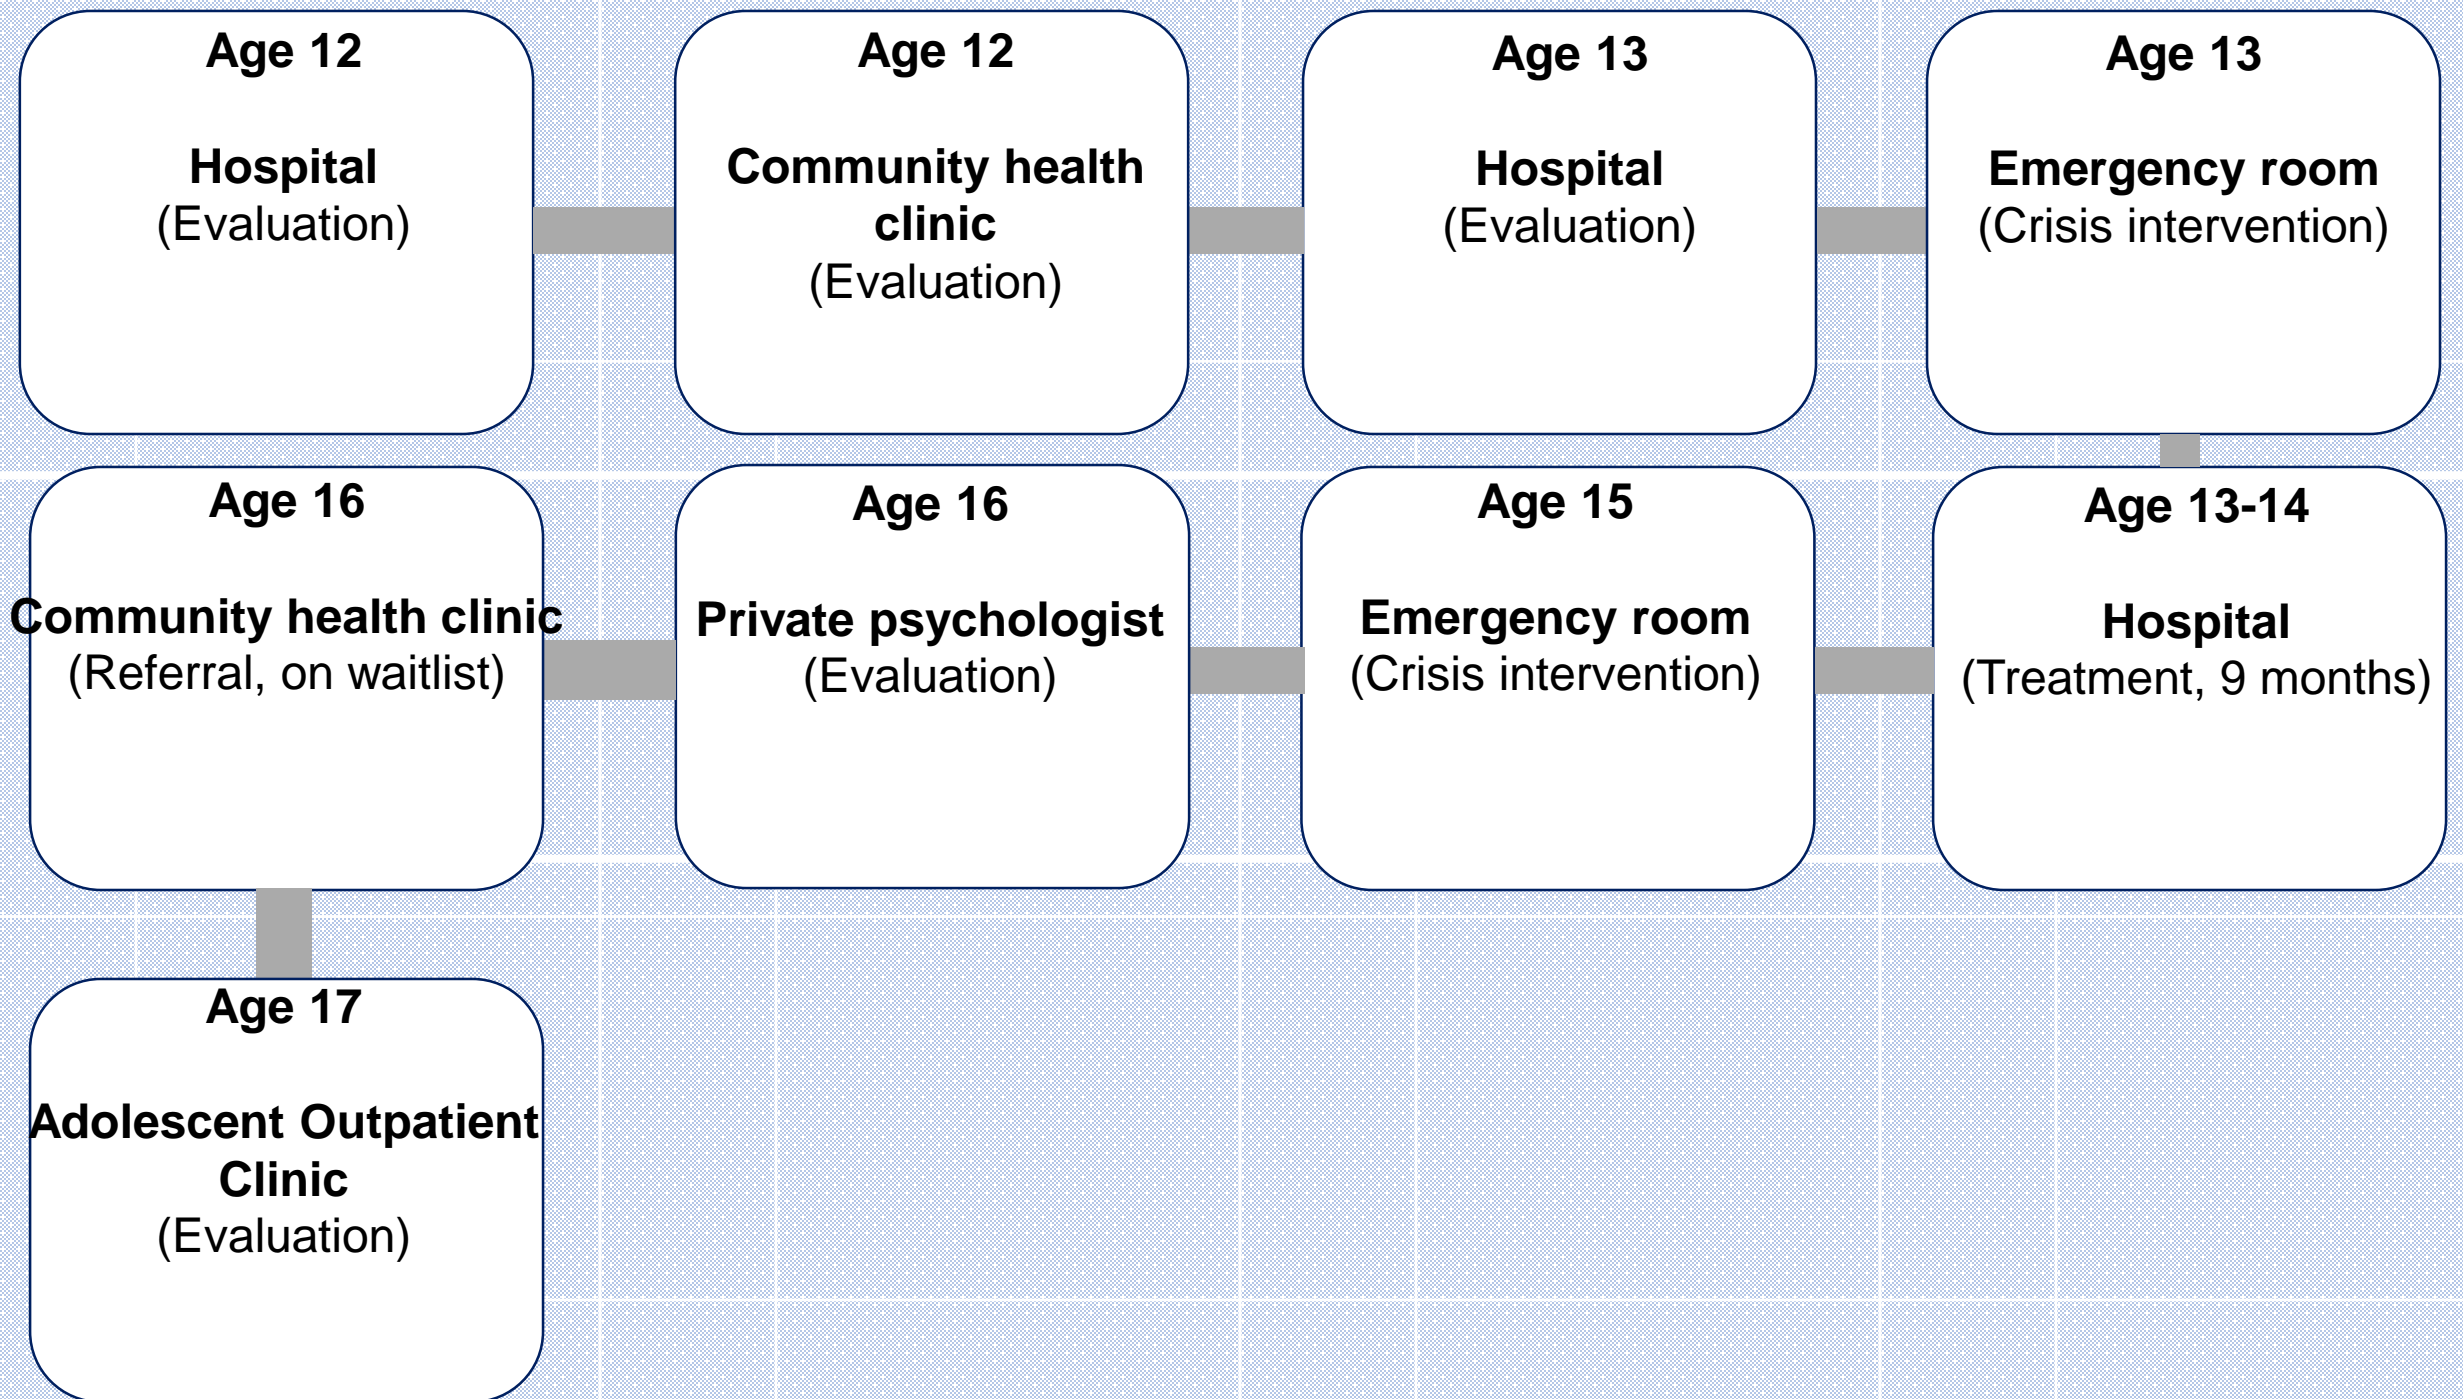 Age 12
Hospital
(Evaluation)
Age 12
Community health
clinic
(Evaluation)
Age 13
Hospital
(Evaluation)
Age 13
Emergency room
(Crisis intervention)
Age 13-14
Hospital
(Treatment, 9 months)
Age 15
Emergency room
(Crisis intervention)
Age 16
Private psychologist
(Evaluation)
Age 16
Community health clinic
(Referral, on waitlist)
Age 17
Adolescent Outpatient
Clinic
(Evaluation)